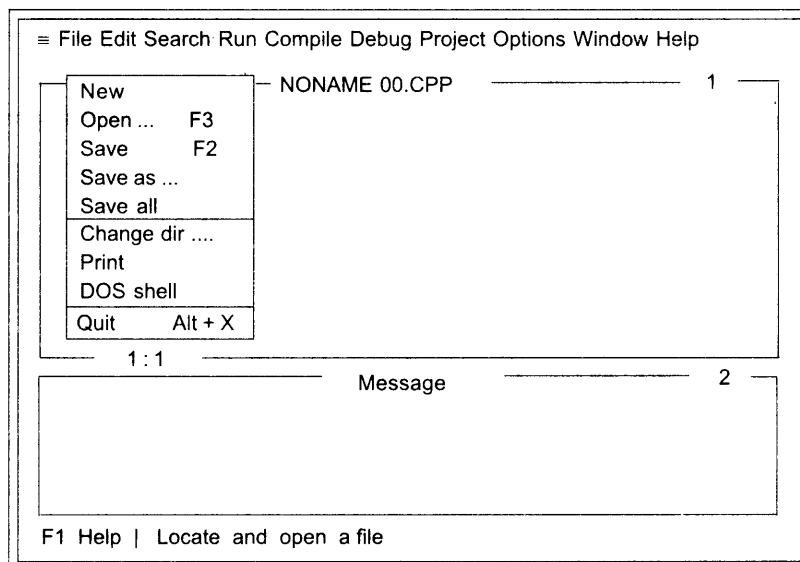 ≡ File Edit Search Run Compile Debug Project Options Window Help
NONAME 00.CPP 1
New
Open ... F3
Save F2
Save as ...
Save all
Change dir ....
Print
DOS shell
Quit Alt + X
1 : 1
Message 2
F1 Help | Locate and open a file